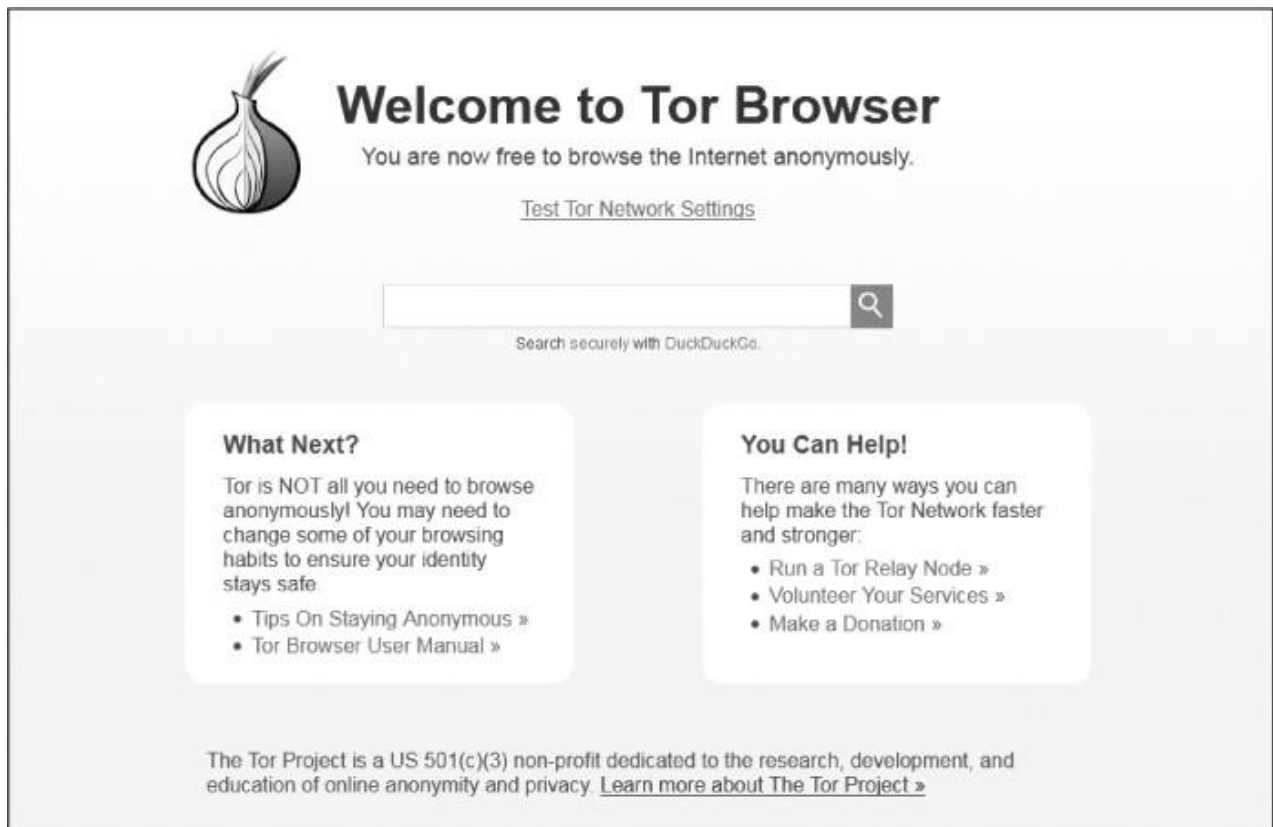 Welcome to Tor Browser
You are now free to browse the Internet anonymously.
Test Tor Network Settings
Search securely with DuckDuckGo.
What Next?
Tor is NOT all you need to browse
anonymously! You may need to
change some of your browsing
habits to ensure your identity
stays safe
• Tips On Staying Anonymous »
• Tor Browser User Manual »
You Can Help!
There are many ways you can
help make the Tor Network faster
and stronger:
• Run a Tor Relay Node »
• Volunteer Your Services »
• Make a Donation »
The Tor Project is a US 501(c)(3) non-profit dedicated to the research, development, and
education of online anonymity and privacy. Learn more about The Tor Project »